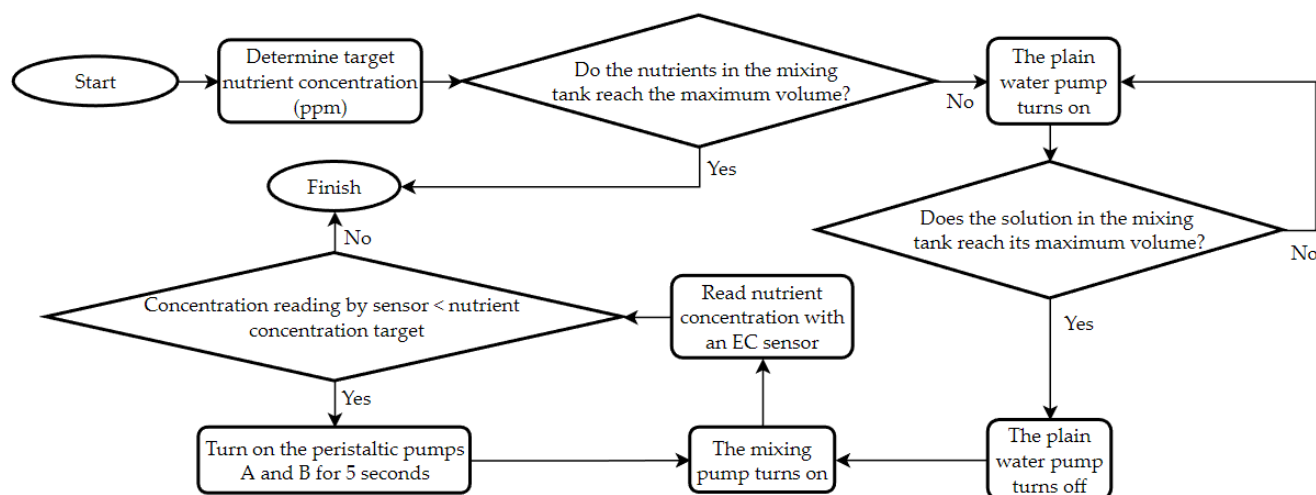 Start
Determine target
nutrient concentration
(ppm)
Do the nutrients in the mixing
tank reach the maximum volume?
No
The plain
water pump
turns on
Yes
Finish
Does the solution in the mixing
tank reach its maximum volume?
No
Yes
The plain
water pump
turns off
The mixing
pump turns on
Read nutrient
concentration with
an EC sensor
Concentration reading by sensor < nutrient
concentration target
No
Yes
Turn on the peristaltic pumps
A and B for 5 seconds